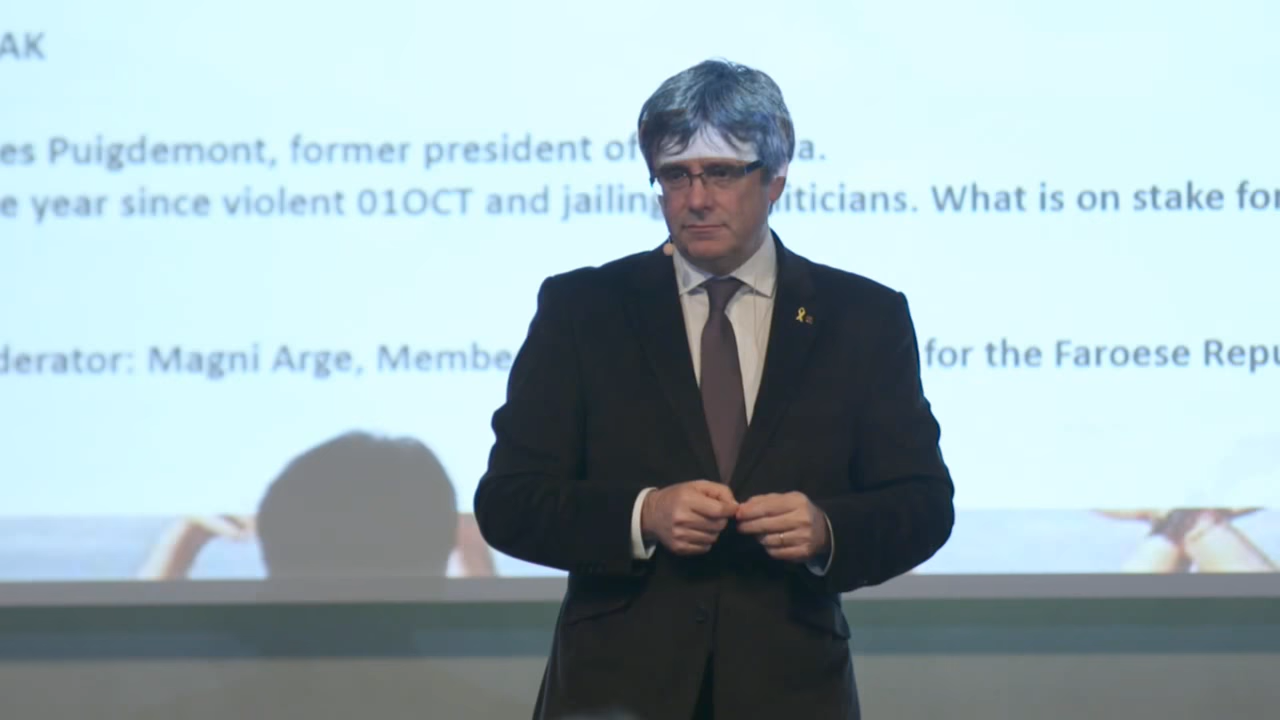 AK
es Puigdemont, former president of a.
e year since violent 01OCT and jailing iticians. What is on stake for
derator: Magni Arge, Membe for the Faroese Repu